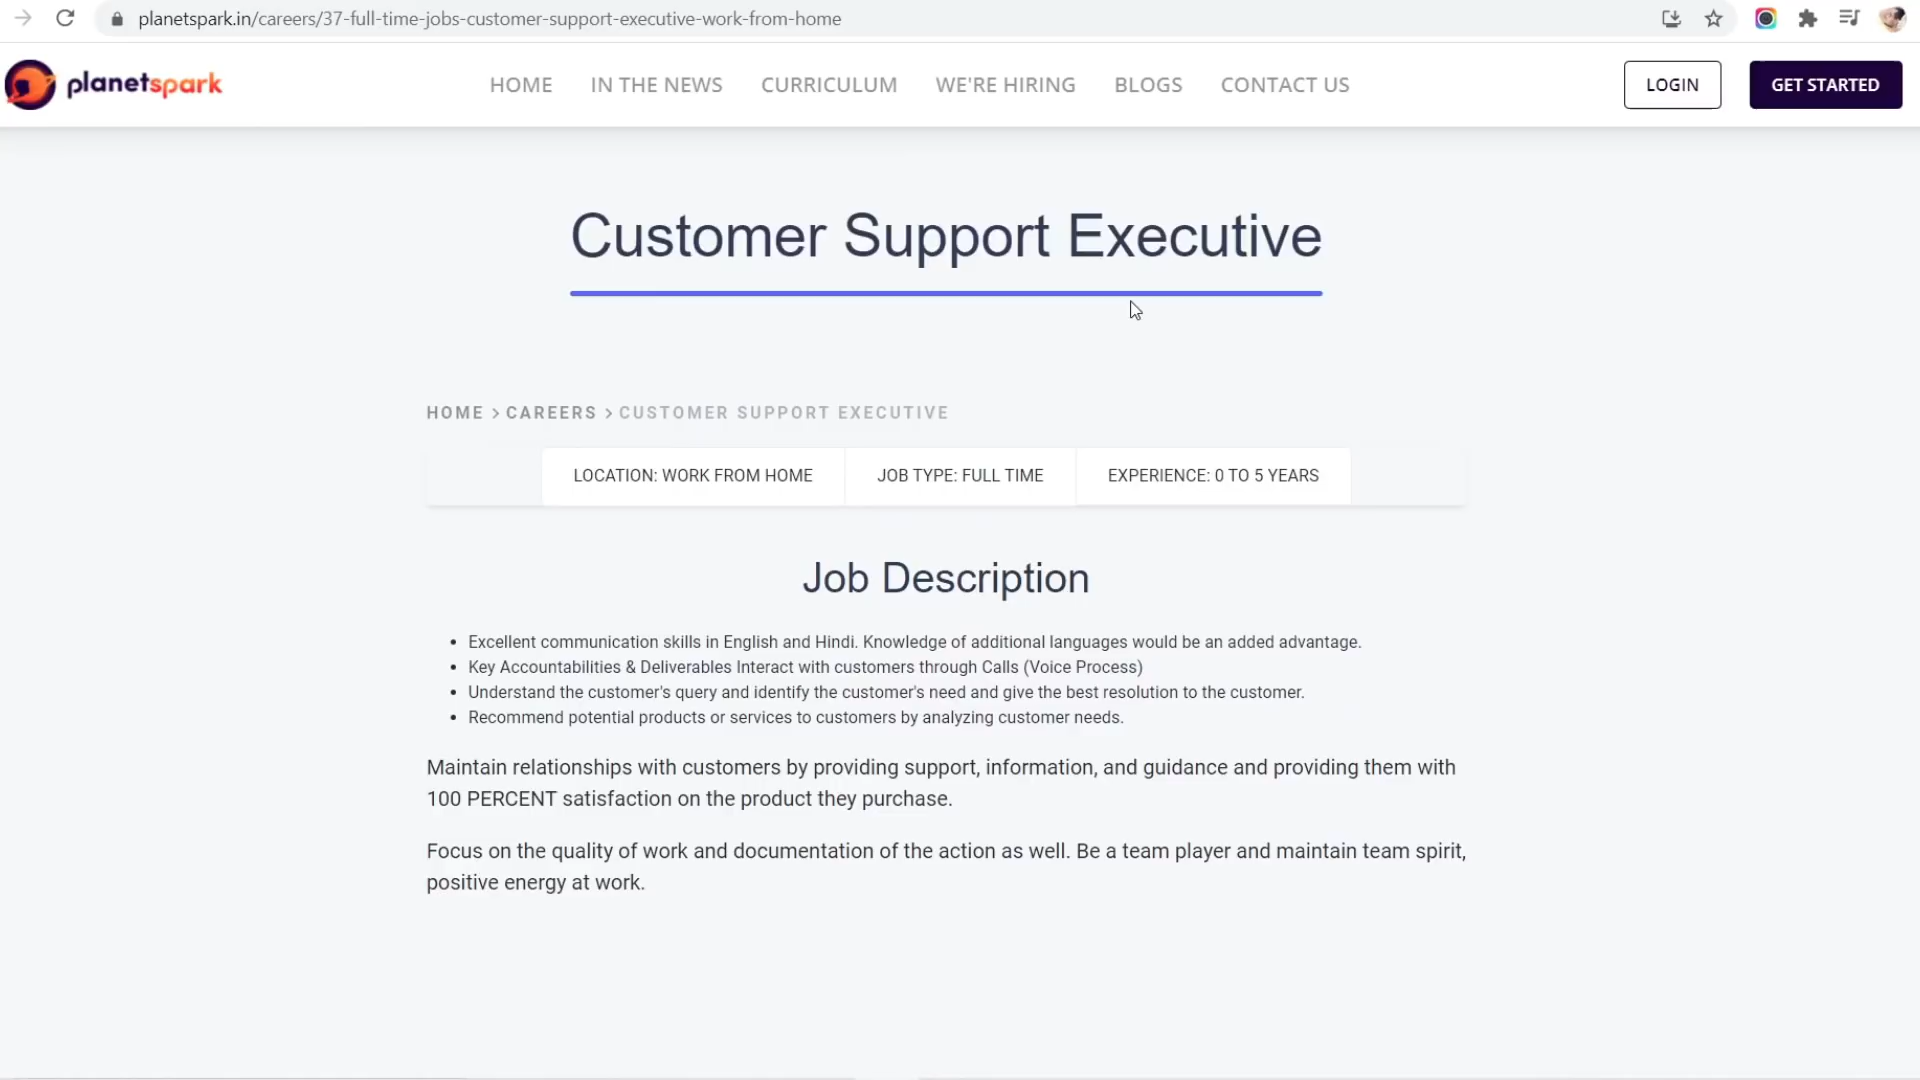 planetspark.in/careers/37-full-time-jobs-customer-support-executive-work-from-home
planetspark
HOME
IN THE NEWS
CURRICULUM
WE'RE HIRING
BLOGS
CONTACT US
LOGIN
GET STARTED
Customer Support Executive
HOME > CAREERS > CUSTOMER SUPPORT EXECUTIVE
LOCATION: WORK FROM HOME
JOB TYPE: FULL TIME
EXPERIENCE: 0 TO 5 YEARS
Job Description
• Excellent communication skills in English and Hindi. Knowledge of additional languages would be an added advantage.
• Key Accountabilities & Deliverables Interact with customers through Calls (Voice Process)
• Understand the customer's query and identify the customer's need and give the best resolution to the customer.
• Recommend potential products or services to customers by analyzing customer needs.
Maintain relationships with customers by providing support, information, and guidance and providing them with
100 PERCENT satisfaction on the product they purchase.
Focus on the quality of work and documentation of the action as well. Be a team player and maintain team spirit,
positive energy at work.